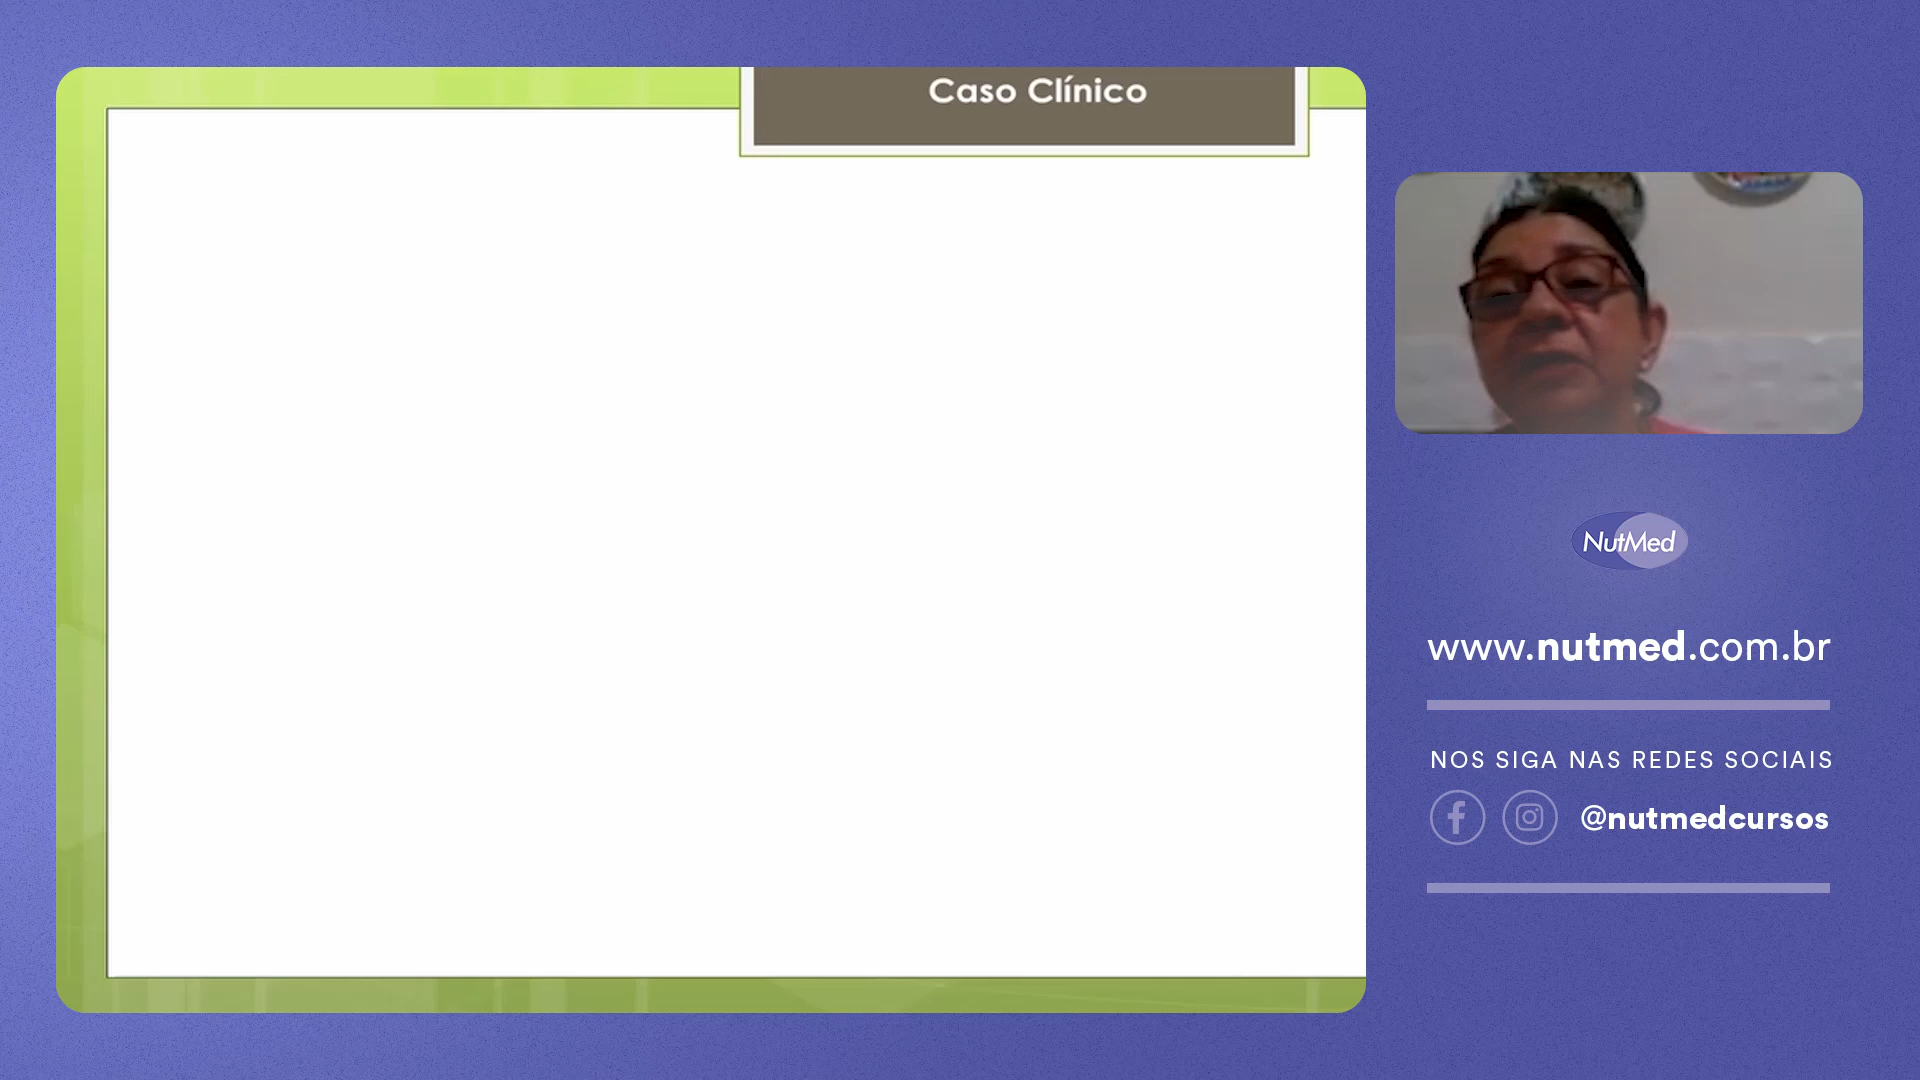 Caso Clínico
NutMed
www.nutmed.com.br
NOS SIGA NAS REDES SOCIAIS
@nutmedcursos